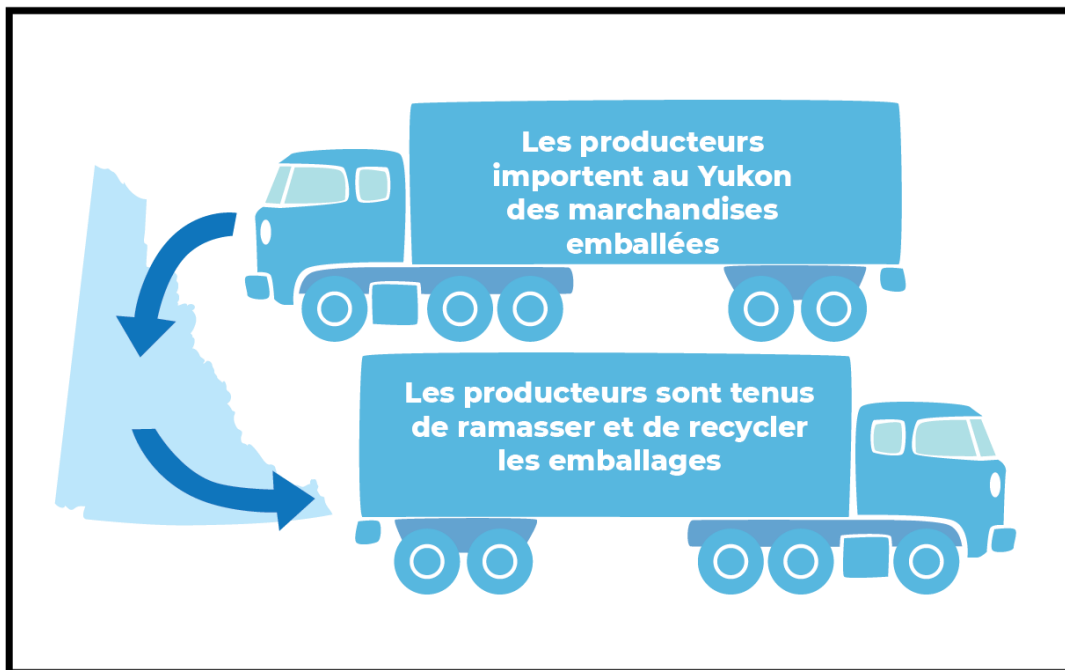 Les producteurs
importent au Yukon
des marchandises
emballées
Les producteurs sont tenus
de ramasser et de recycler
les emballages